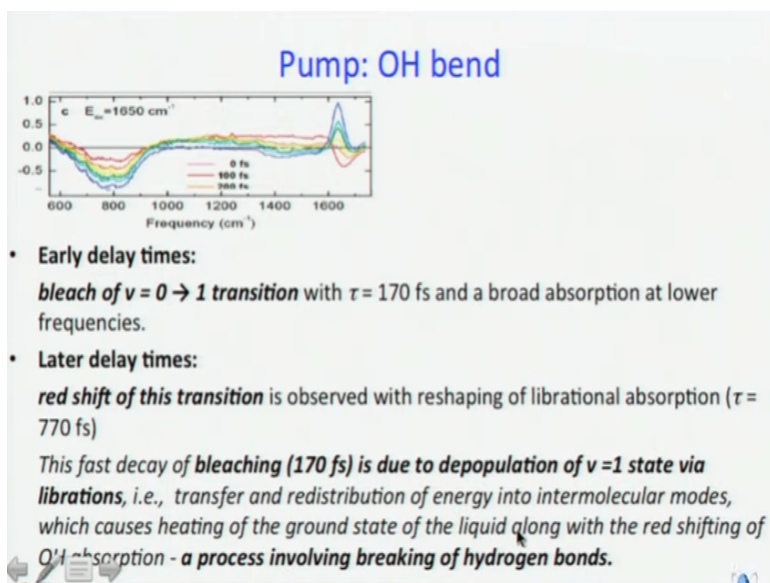 Pump: OH bend
1.0
c E =1650 cm⁻¹
0.5
0.0
0 fs
-0.5
100 fs
200 fs
600 800 1000 1200 1400 1600
Frequency (cm⁻¹)
• Early delay times:
bleach of v = 0 → 1 transition with τ = 170 fs and a broad absorption at lower
frequencies.
• Later delay times:
red shift of this transition is observed with reshaping of librational absorption (τ =
770 fs)
This fast decay of bleaching (170 fs) is due to depopulation of v =1 state via
librations, i.e., transfer and redistribution of energy into intermolecular modes,
which causes heating of the ground state of the liquid along with the red shifting of
OH absorption - a process involving breaking of hydrogen bonds.